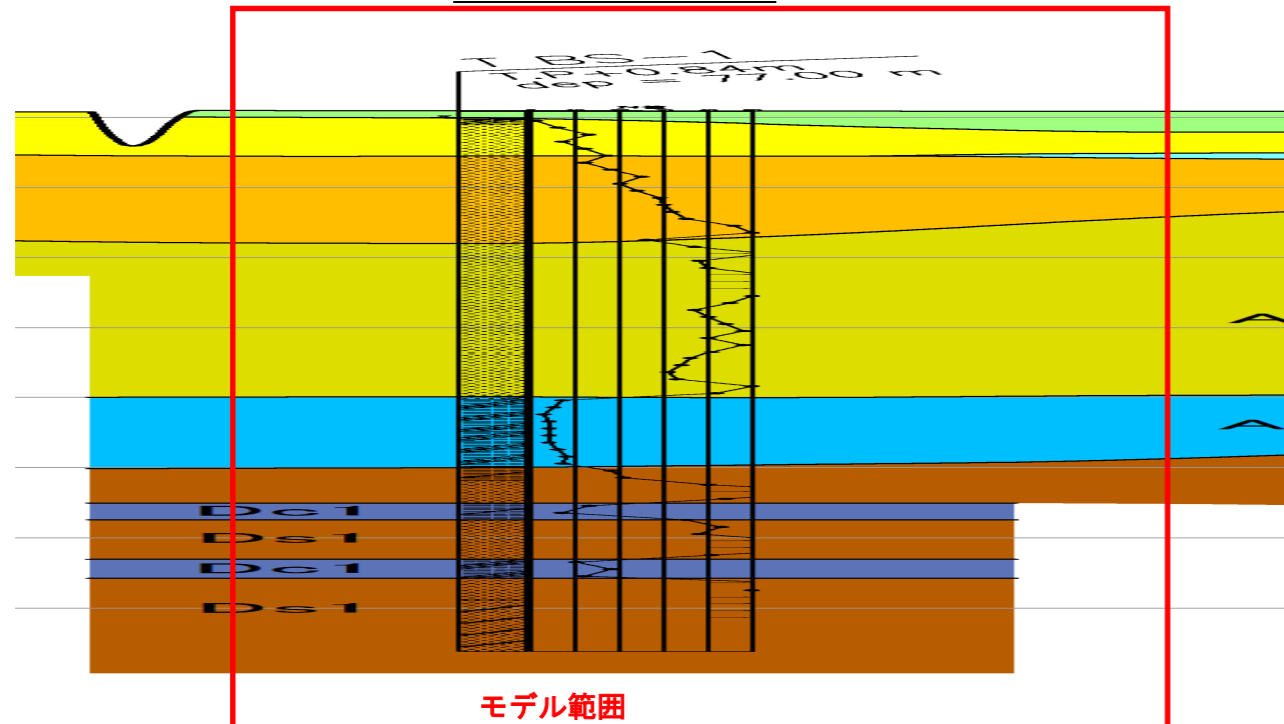 T BS-1
T.P.+0.84m
dep = 77.00 m
A
A
Dc1
Ds1
Dc1
Ds1
モデル範囲